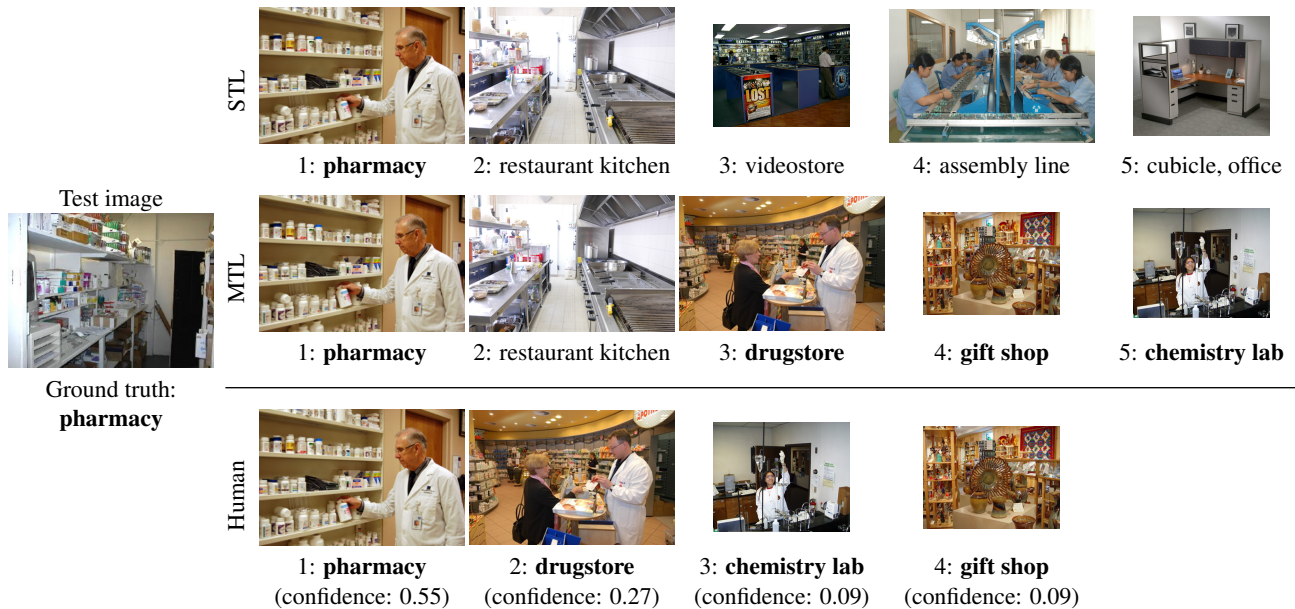 STL
1: pharmacy
2: restaurant kitchen
3: videostore
4: assembly line
5: cubicle, office
LOST
Test image
Ground truth:
pharmacy
MTL
1: pharmacy
2: restaurant kitchen
3: drugstore
4: gift shop
5: chemistry lab
Human
1: pharmacy
(confidence: 0.55)
2: drugstore
(confidence: 0.27)
3: chemistry lab
(confidence: 0.09)
4: gift shop
(confidence: 0.09)